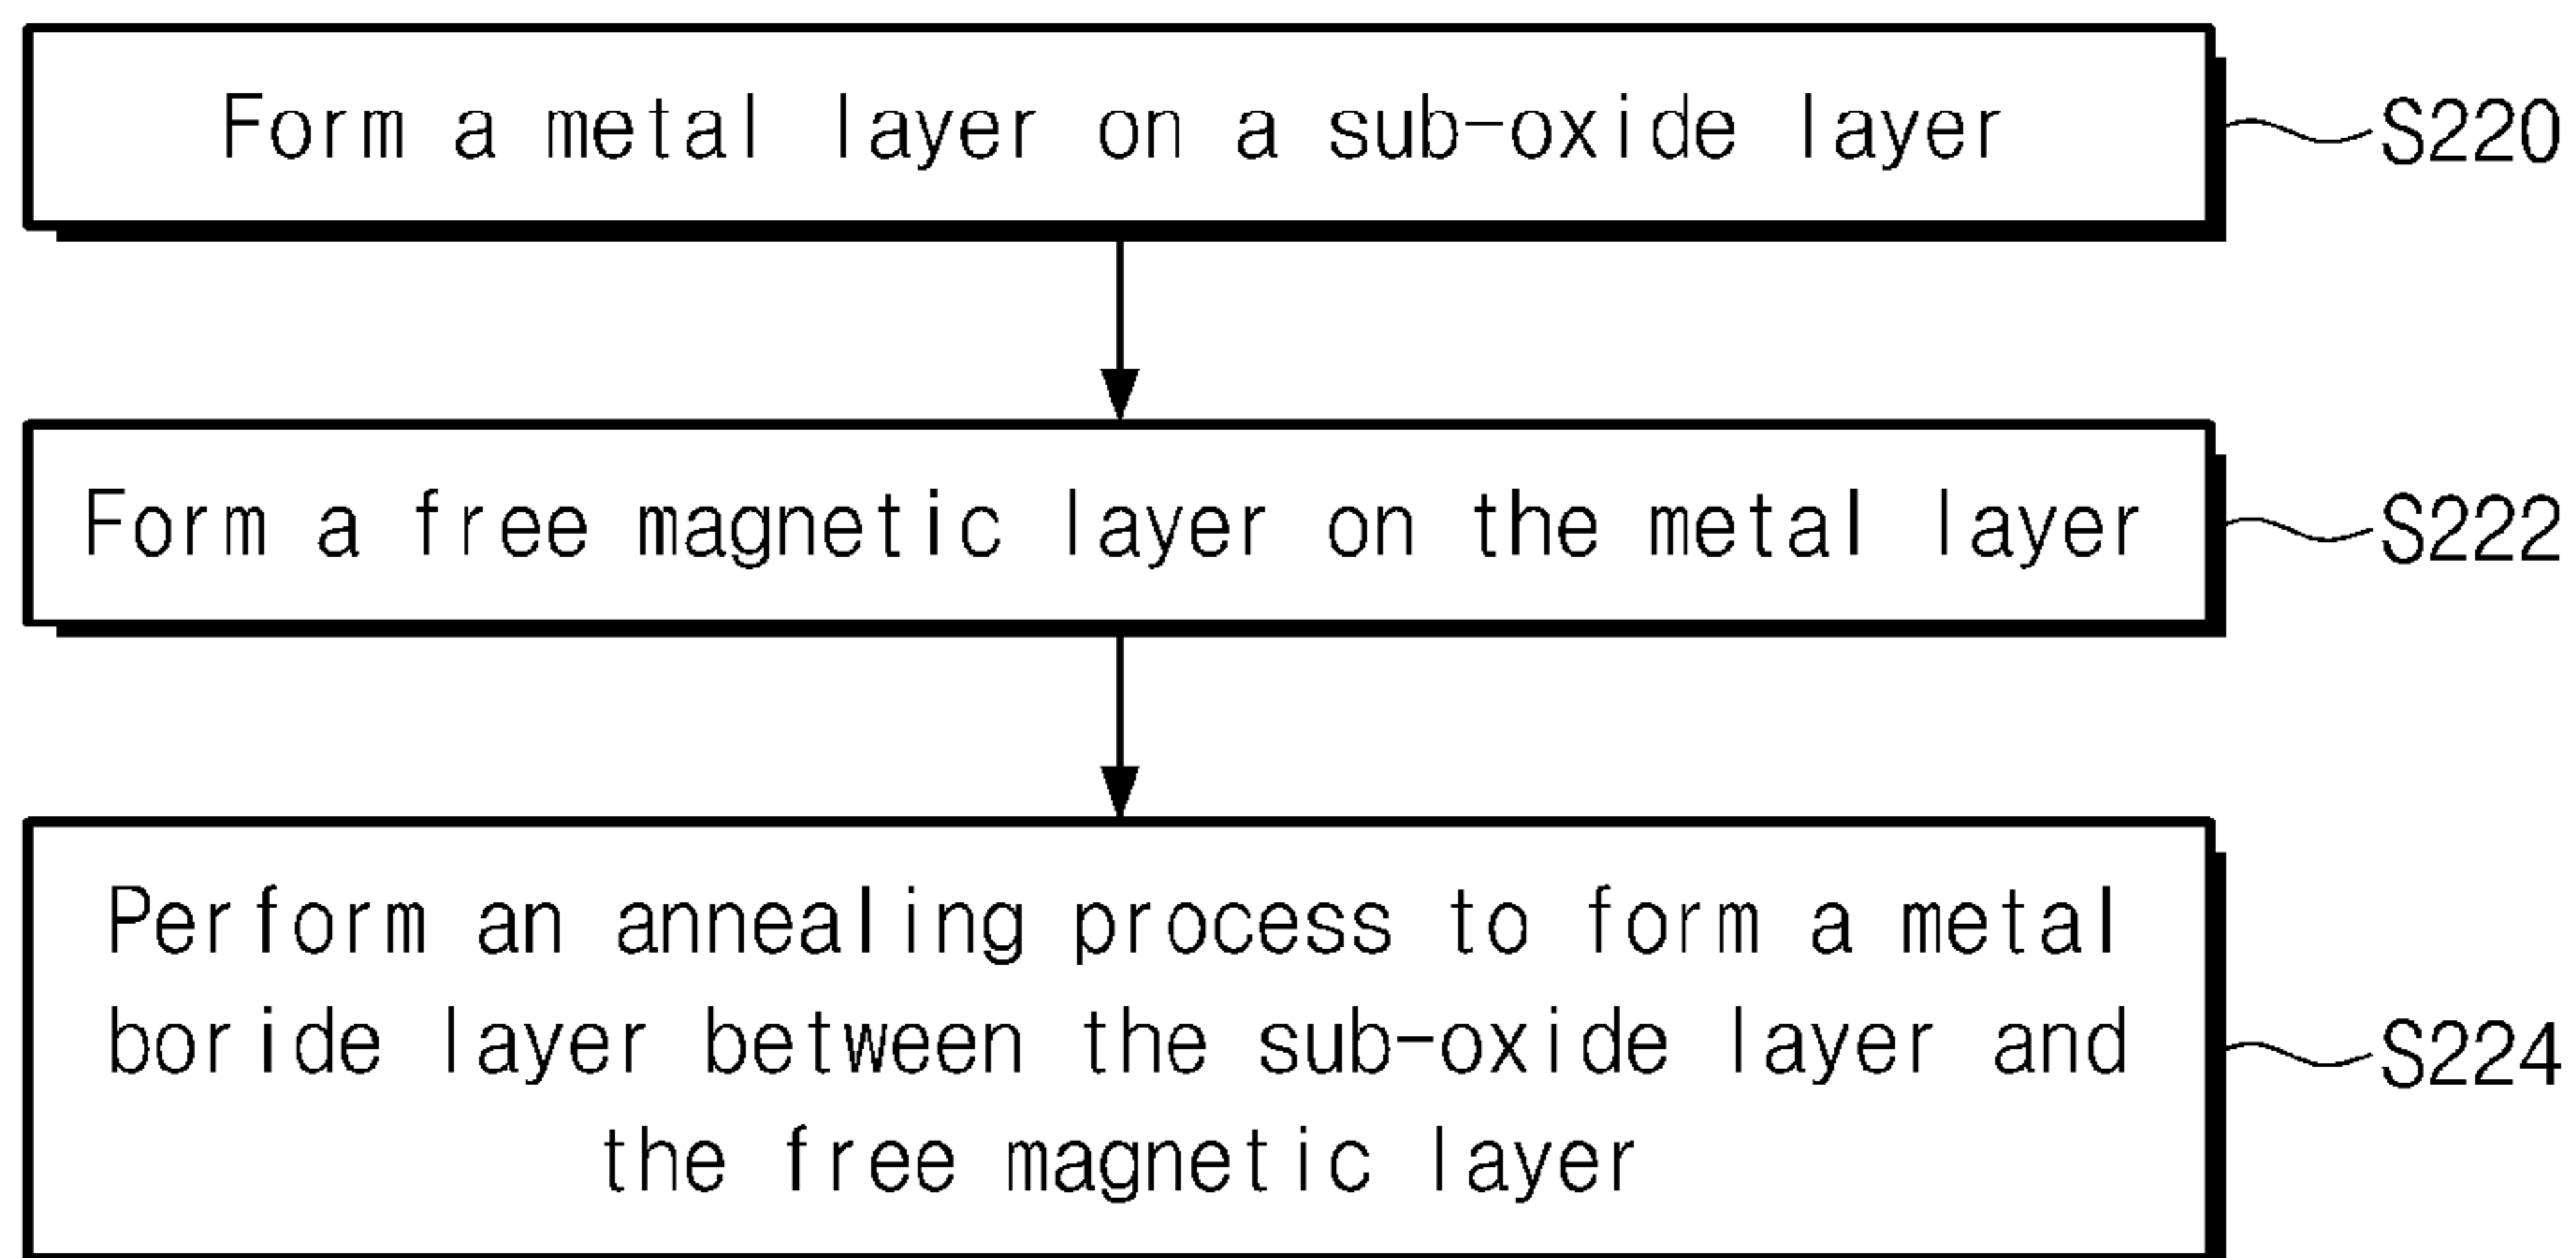 Form a metal layer on a sub-oxide layer
S220
Form a free magnetic layer on the metal layer
S222
Perform an annealing process to form a metal
boride layer between the sub-oxide layer and
the free magnetic layer
S224